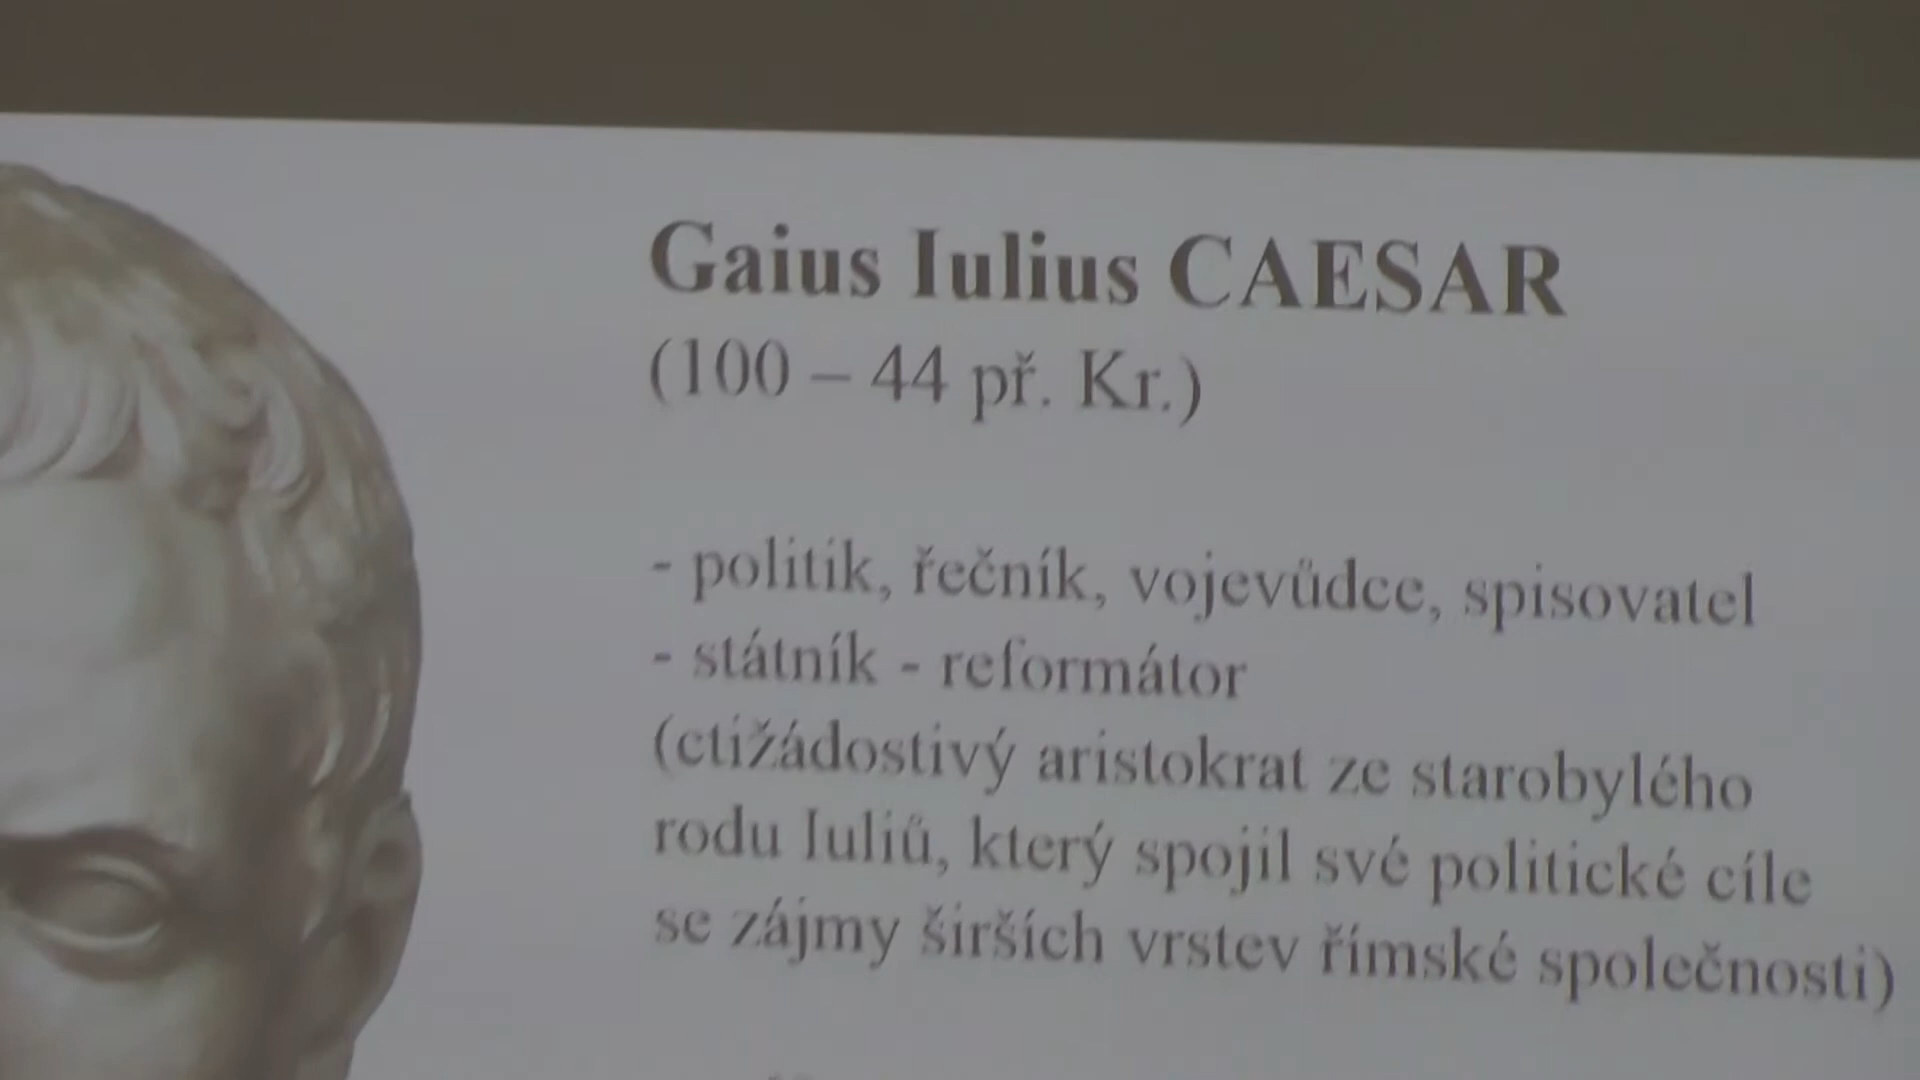 Gaius Iulius CAESAR
(100 – 44 př. Kr.)
- politik, řečník, vojevůdce, spisovatel
- státník - reformátor
(ctižádostivý aristokrat ze starobylého
rodu Iuliů, který spojil své politické cíle
se zájmy širších vrstev římské společnosti)